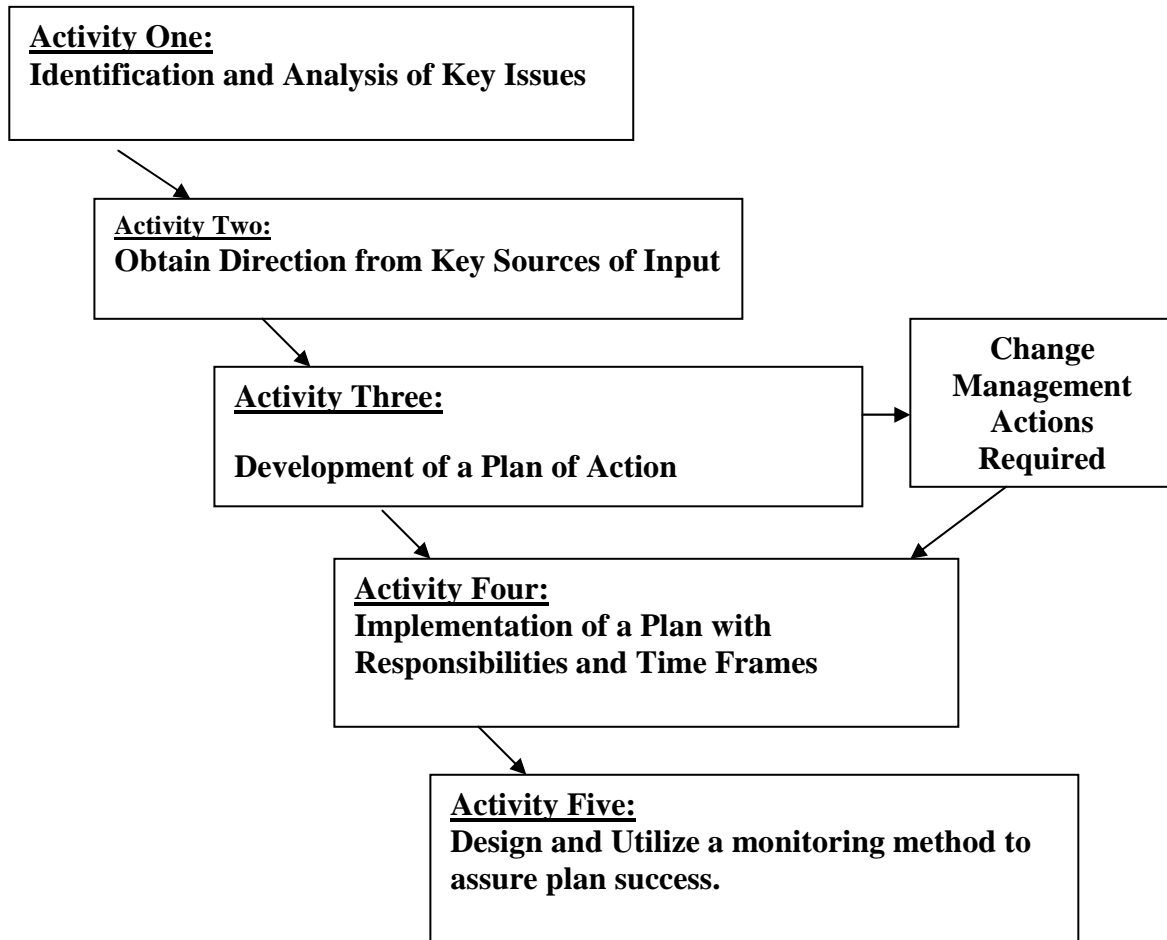 Activity One:
Identification and Analysis of Key Issues
Activity Two:
Obtain Direction from Key Sources of Input
Activity Three:
Development of a Plan of Action
Change
Management
Actions
Required
Activity Four:
Implementation of a Plan with
Responsibilities and Time Frames
Activity Five:
Design and Utilize a monitoring method to
assure plan success.